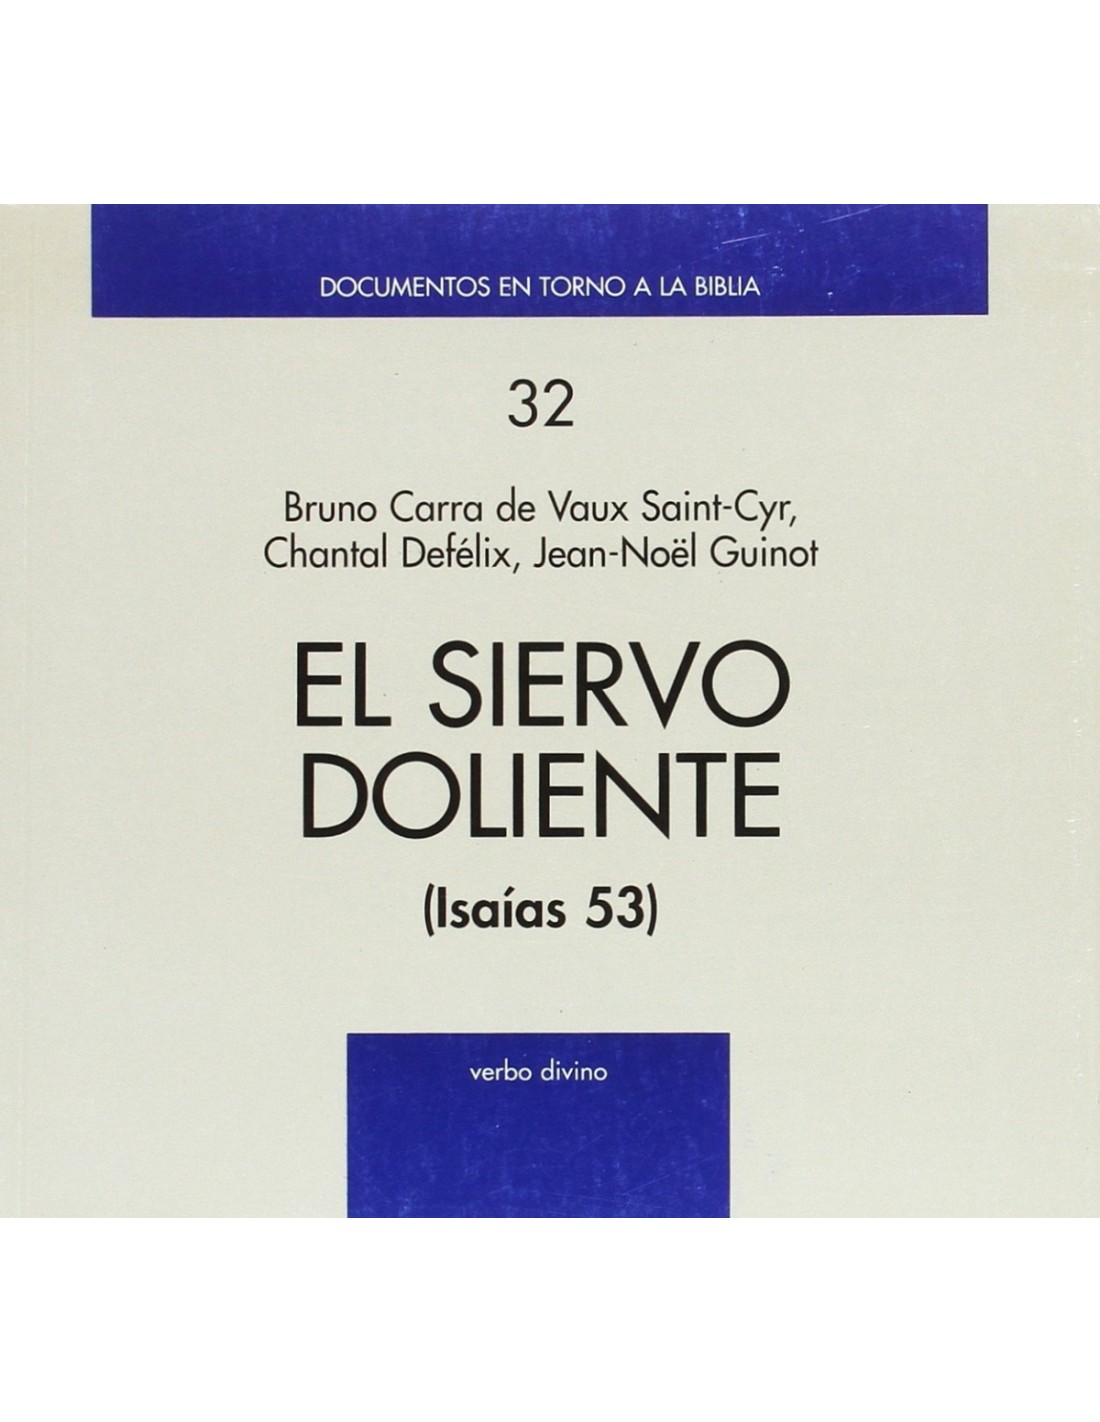 DOCUMENTOS EN TORNO A LA BIBLIA
32
Bruno Carra de Vaux Saint-Cyr,
Chantal Defélix, Jean-Noël Guinot
EL SIERVO
DOLIENTE
(Isaías 53)
verbo divino